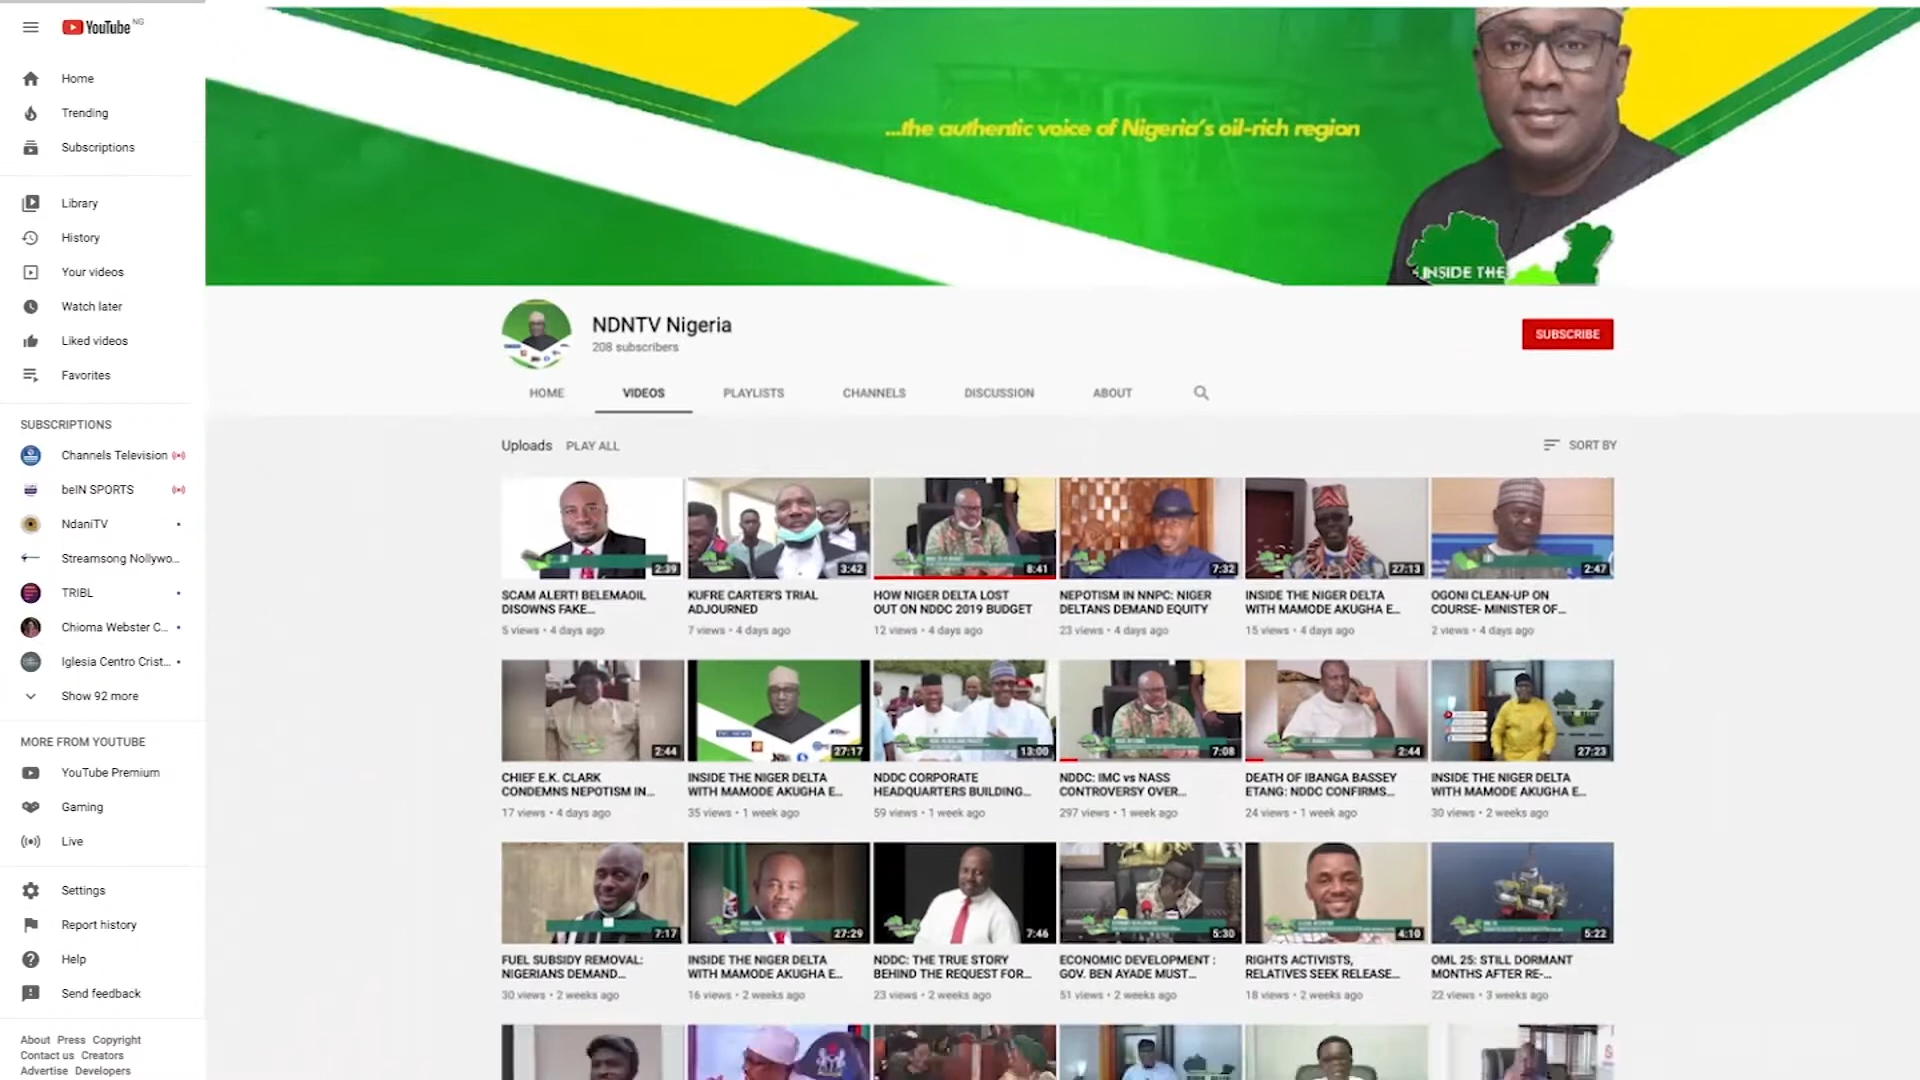 YouTube NG
Home
Trending
Subscriptions
Library
History
Your videos
Watch later
Liked videos
Favorites
SUBSCRIPTIONS
Channels Television
beIN SPORTS
NdaniTV
Streamsong Nollywo...
TRIBL
Chioma Webster C...
Iglesia Centro Crist...
Show 92 more
MORE FROM YOUTUBE
YouTube Premium
Gaming
Live
Settings
Report history
Help
Send feedback
About Press Copyright
Contact us Creators
Advertise Developers
...the authentic voice of Nigeria's oil-rich region
INSIDE THE
NDNTV Nigeria
208 subscribers
SUBSCRIBE
HOME VIDEOS PLAYLISTS CHANNELS DISCUSSION ABOUT
Uploads PLAY ALL
SORT BY
2:39
SCAM ALERT! BELEMAOIL
DISOWNS FAKE...
5 views • 4 days ago
3:42
KUFRE CARTER'S TRIAL
ADJOURNED
7 views • 4 days ago
8:41
HOW NIGER DELTA LOST
OUT ON NDDC 2019 BUDGET
12 views • 4 days ago
7:32
NEPOTISM IN NNPC: NIGER
DELTANS DEMAND EQUITY
23 views • 4 days ago
27:13
INSIDE THE NIGER DELTA
WITH MAMODE AKUGHA E...
15 views • 4 days ago
2:47
OGONI CLEAN-UP ON
COURSE- MINISTER OF...
2 views • 4 days ago
2:44
CHIEF E.K. CLARK
CONDEMNS NEPOTISM IN...
17 views • 4 days ago
27:17
INSIDE THE NIGER DELTA
WITH MAMODE AKUGHA E...
35 views • 1 week ago
13:00
NDDC CORPORATE
HEADQUARTERS BUILDING...
59 views • 1 week ago
7:08
NDDC: IMC vs NASS
CONTROVERSY OVER...
297 views • 1 week ago
2:44
DEATH OF IBANGA BASSEY
ETANG: NDDC CONFIRMS...
24 views • 1 week ago
27:23
INSIDE THE NIGER DELTA
WITH MAMODE AKUGHA E...
30 views • 2 weeks ago
7:17
FUEL SUBSIDY REMOVAL:
NIGERIANS DEMAND...
30 views • 2 weeks ago
27:29
INSIDE THE NIGER DELTA
WITH MAMODE AKUGHA E...
16 views • 2 weeks ago
7:46
NDDC: THE TRUE STORY
BEHIND THE REQUEST FOR...
23 views • 2 weeks ago
5:30
ECONOMIC DEVELOPMENT :
GOV. BEN AYADE MUST...
51 views • 2 weeks ago
4:10
RIGHTS ACTIVISTS,
RELATIVES SEEK RELEASE...
18 views • 2 weeks ago
5:22
OML 25: STILL DORMANT
MONTHS AFTER RE-...
22 views • 3 weeks ago